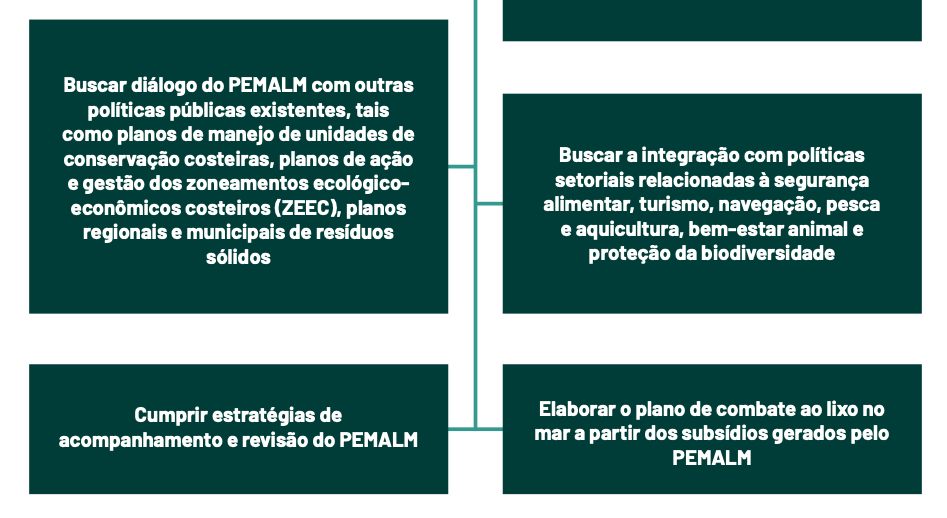 Buscar diálogo do PEMALM com outras
políticas públicas existentes, tais
como planos de manejo de unidades de
conservação costeiras, planos de ação
e gestão dos zoneamentos ecológico-
econômicos costeiros (ZEEC), planos
regionais e municipais de resíduos
sólidos
Buscar a integração com políticas
setoriais relacionadas à segurança
alimentar, turismo, navegação, pesca
e aquicultura, bem-estar animal e
proteção da biodiversidade
Cumprir estratégias de
acompanhamento e revisão do PEMALM
Elaborar o plano de combate ao lixo no
mar a partir dos subsídios gerados pelo
PEMALM